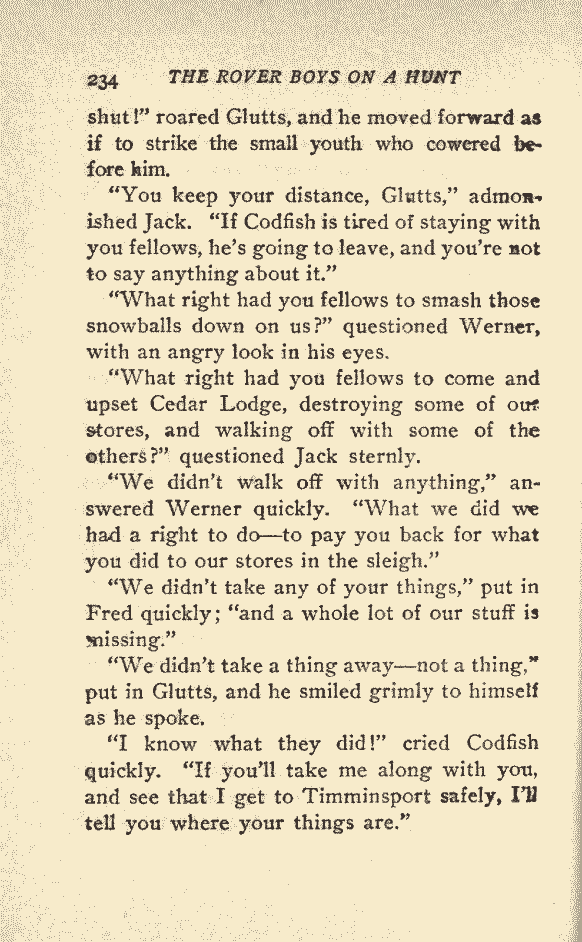 234 THE ROVER BOYS ON A HUNT
shut!” roared Glutts, and he moved forward as
if to strike the small youth who cowered be-
fore him.
“You keep your distance, Glutts,” admon-
ished Jack. “If Codfish is tired of staying with
you fellows, he’s going to leave, and you’re not
to say anything about it.”
“What right had you fellows to smash those
snowballs down on us?” questioned Werner,
with an angry look in his eyes.
“What right had you fellows to come and
upset Cedar Lodge, destroying some of our
stores, and walking off with some of the
others?” questioned Jack sternly.
“We didn’t walk off with anything,” an-
swered Werner quickly. “What we did we
had a right to do—to pay you back for what
you did to our stores in the sleigh.”
“We didn’t take any of your things,” put in
Fred quickly; “and a whole lot of our stuff is
missing.”
“We didn’t take a thing away—not a thing,”
put in Glutts, and he smiled grimly to himself
as he spoke.
“I know what they did!” cried Codfish
quickly. “If you’ll take me along with you,
and see that I get to Timminsport safely, I’ll
tell you where your things are.”